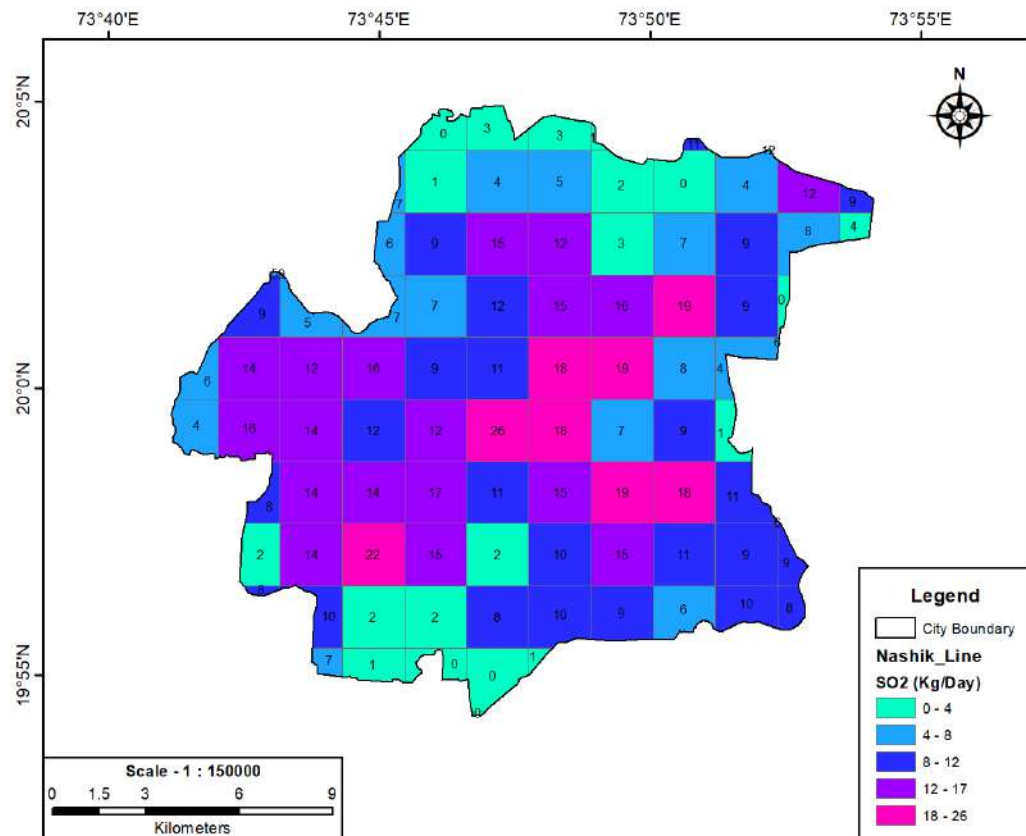 73°40'E 73°45'E 73°50'E 73°55'E
20°5'N
20°0'N
19°55'N
N
0 3 3 11 12
1 4 5 2 0 4 12 9
7
6 9 15 12 3 7 9 8 4
9 5 7 7 12 15 16 19 9 0
6 14 12 16 9 11 18 19 8 4 6
4 16 14 12 12 26 18 7 9 1
8 14 14 17 11 15 19 18 11
2 14 22 15 2 10 15 11 9 9
8 10 2 2 8 10 9 6 10 8
7 1 0 0 1
0
Legend
City Boundary
Nashik_Line
SO2 (Kg/Day)
0 - 4
4 - 8
8 - 12
12 - 17
18 - 26
Scale - 1 : 150000
0 1.5 3 6 9
Kilometers